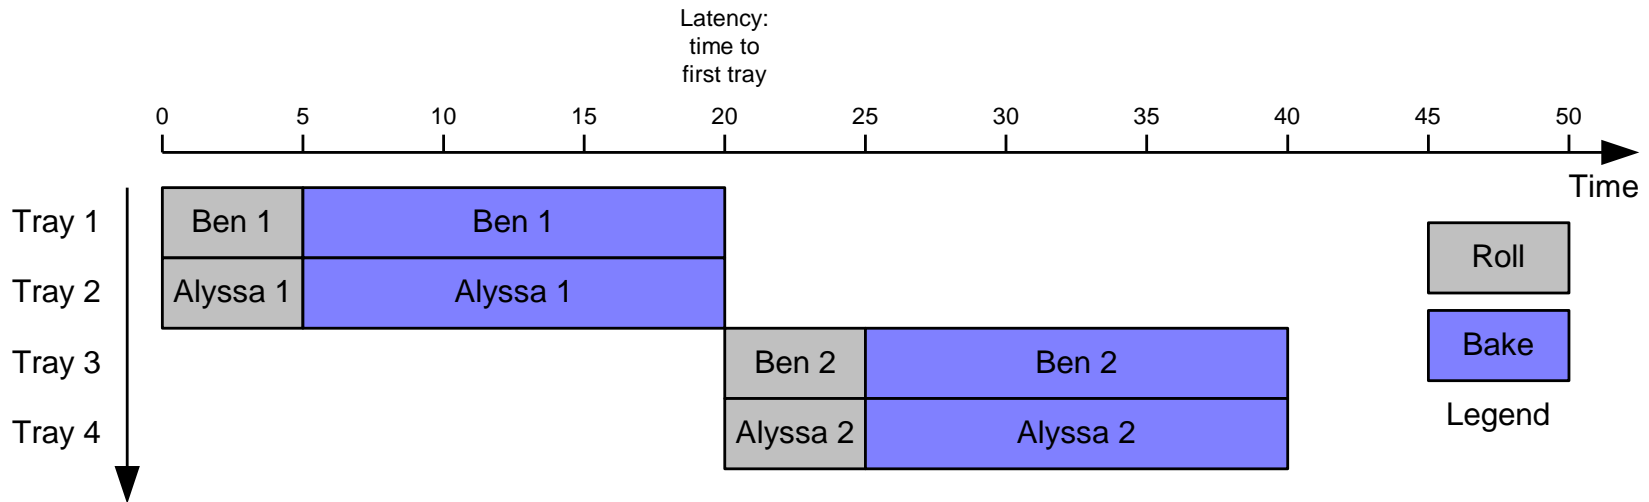 Latency:
time to
first tray
0 5 10 15 20 25 30 35 40 45 50
Time
Tray 1 Ben 1 Ben 1
Roll
Tray 2 Alyssa 1 Alyssa 1
Tray 3 Ben 2 Ben 2
Bake
Legend
Tray 4 Alyssa 2 Alyssa 2